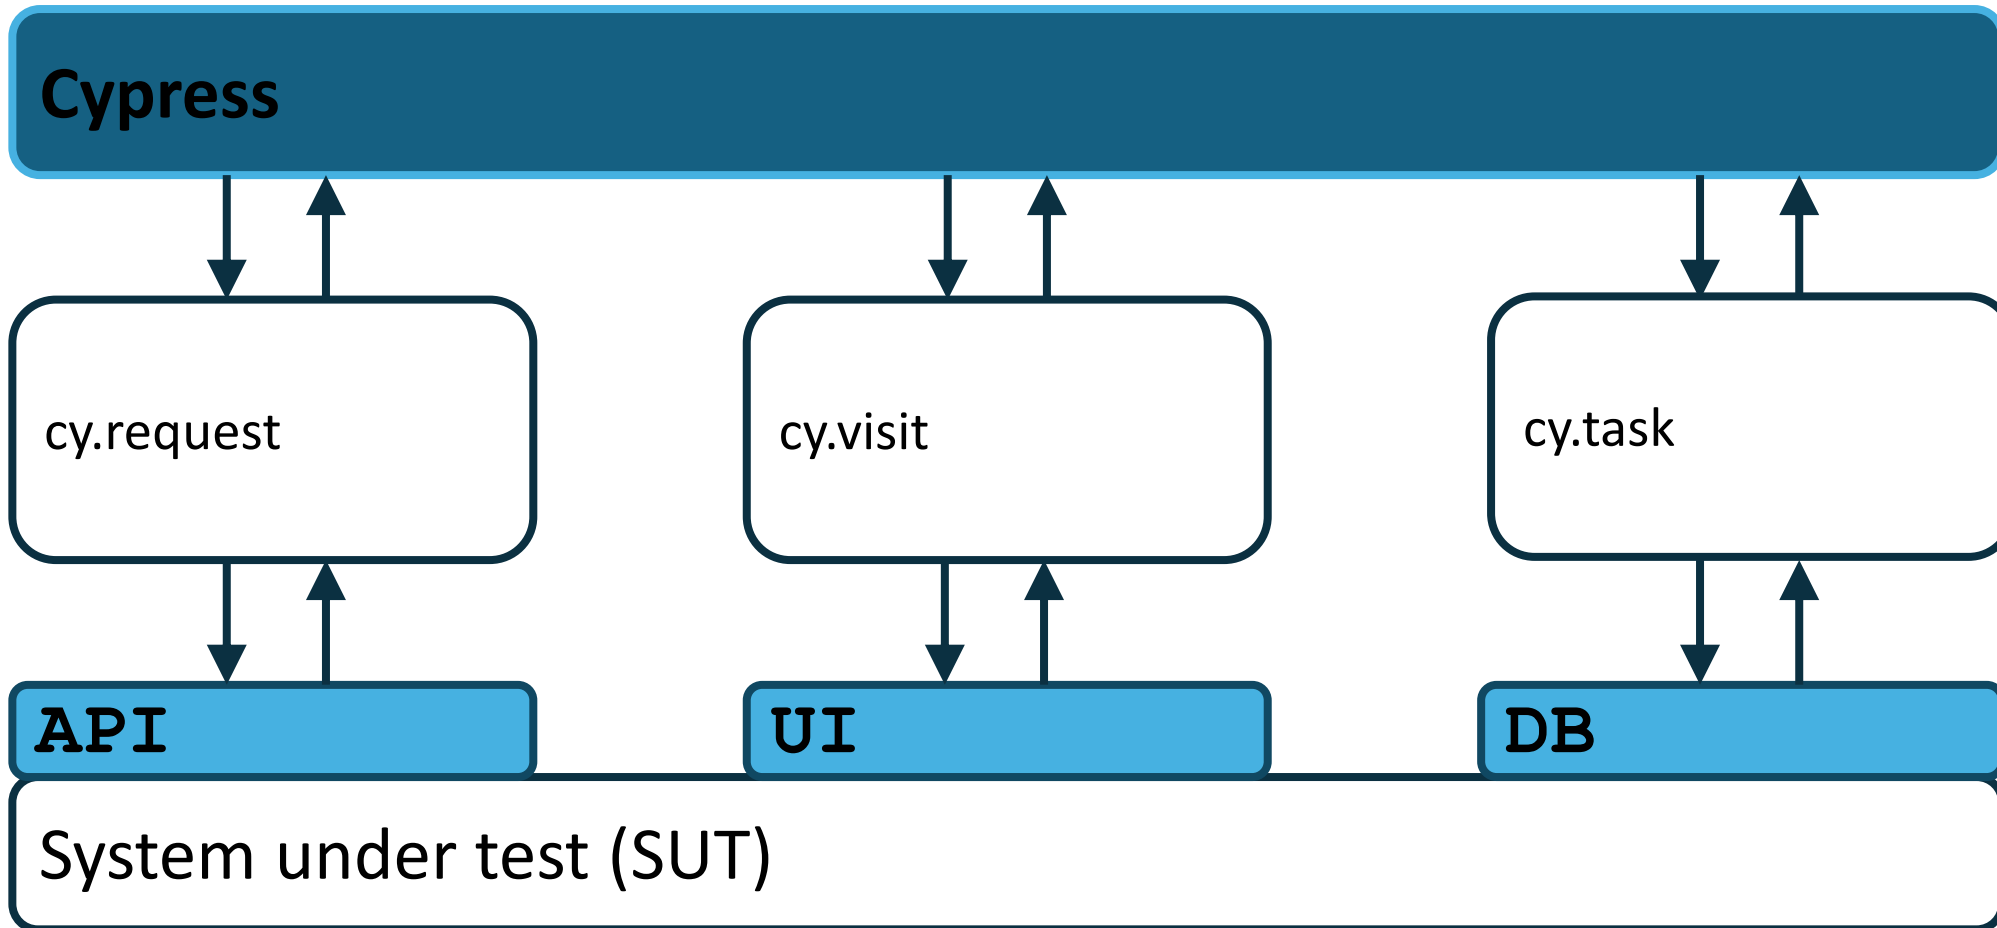 Cypress
cy.request
cy.visit
cy.task
API
UI
DB
System under test (SUT)